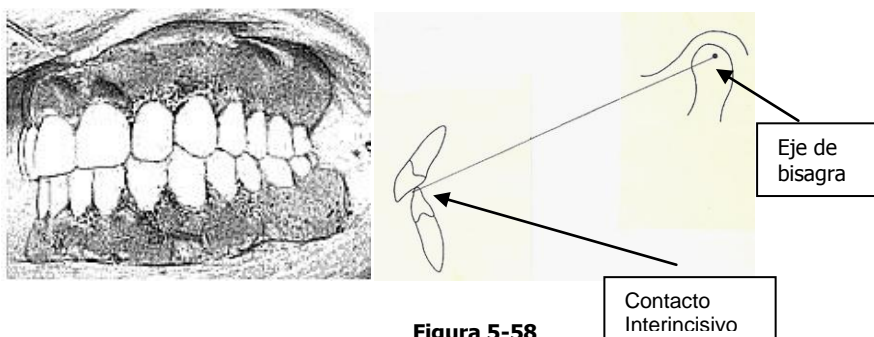 Eje de
bisagra
Contacto
Interincisivo
Figura 5-58